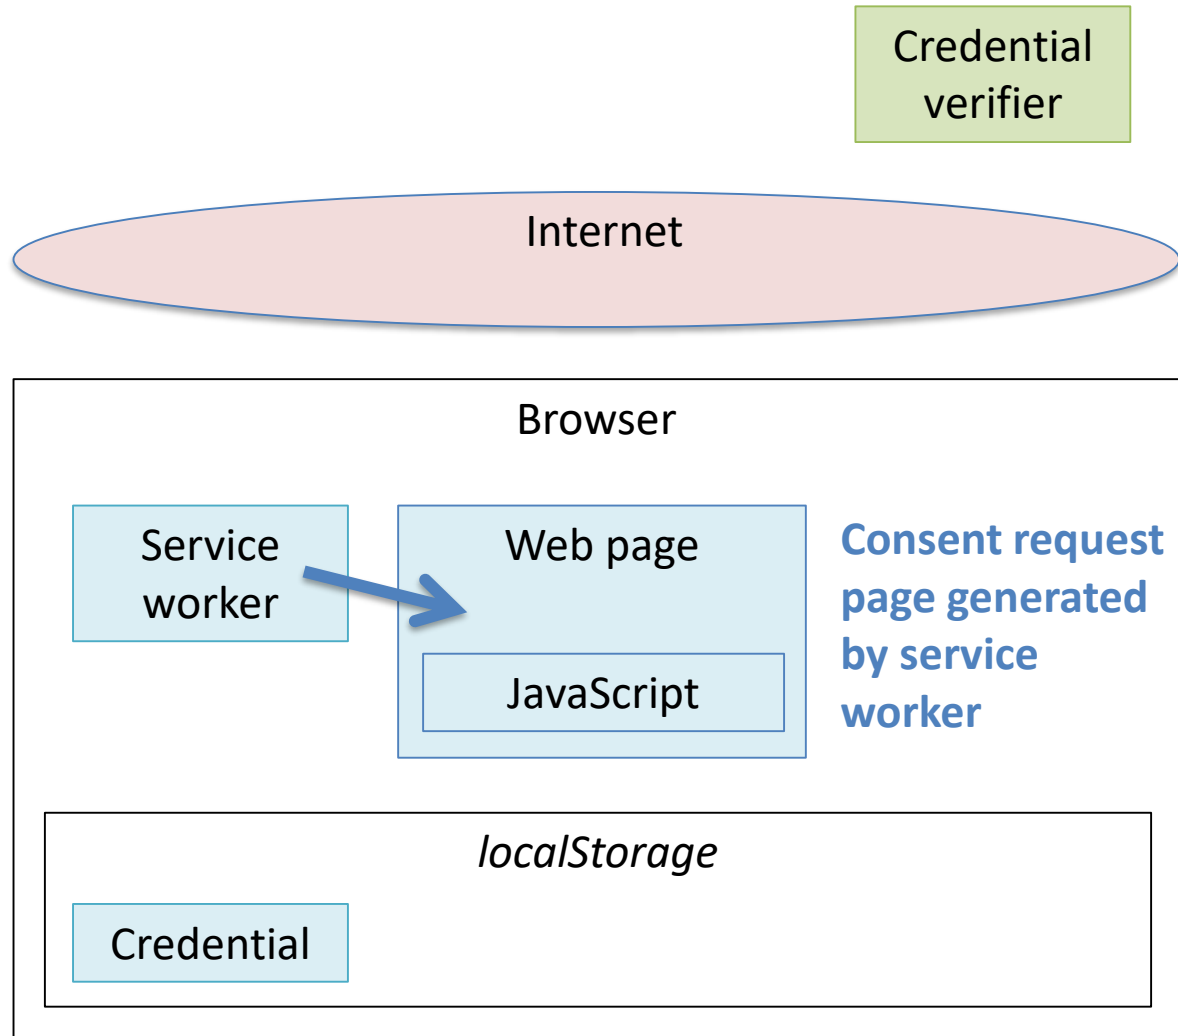 Credential
verifier
Internet
Browser
Service
worker
Web page
JavaScript
Consent request
page generated
by service
worker
localStorage
Credential